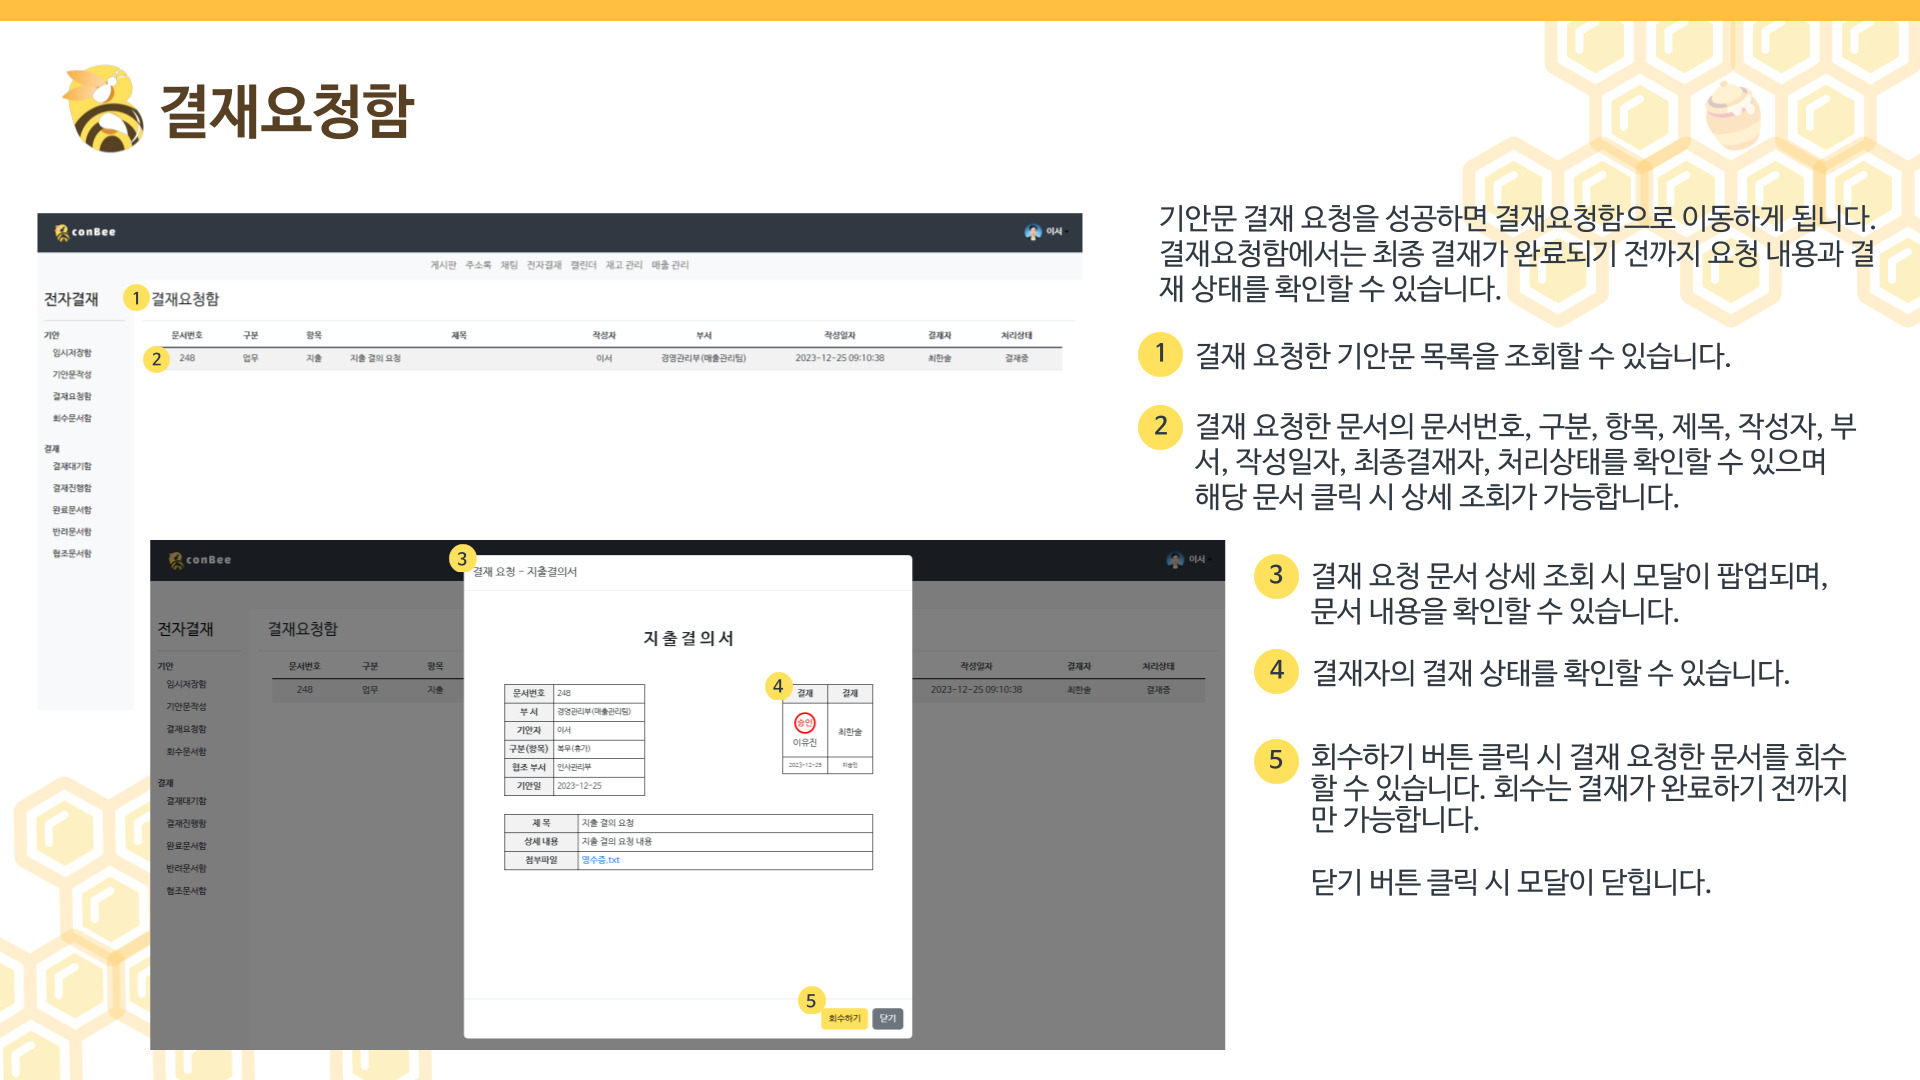 결재요청함
conBee
이서
게시판 주소록 채팅 전자결재 캘린더 재고 관리 매출 관리
전자결재
1 결재요청함
기안
임시저장함
기안문작성
결재요청함
회수문서함
결재
결재대기함
결재진행함
완료문서함
반려문서함
협조문서함
문서번호 구분 항목 제목 작성자 부서 작성일자 결재자 처리상태
2 248 업무 지출 지출 결의 요청 이서 경영관리부(매출관리팀) 2023-12-25 09:10:38 최한솔 결재중
기안문 결재 요청을 성공하면 결재요청함으로 이동하게 됩니다.
결재요청함에서는 최종 결재가 완료되기 전까지 요청 내용과 결
재 상태를 확인할 수 있습니다.
1 결재 요청한 기안문 목록을 조회할 수 있습니다.
2 결재 요청한 문서의 문서번호, 구분, 항목, 제목, 작성자, 부
서, 작성일자, 최종결재자, 처리상태를 확인할 수 있으며
해당 문서 클릭 시 상세 조회가 가능합니다.
conBee
이서
전자결재
결재요청함
기안
임시저장함
기안문작성
결재요청함
회수문서함
결재
결재대기함
결재진행함
완료문서함
반려문서함
협조문서함
문서번호 구분 항목 작성일자 결재자 처리상태
248 업무 지출 2023-12-25 09:10:38 최한솔 결재중
3 결재 요청 - 지출결의서
지 출 결 의 서
문서번호 248
부 서 경영관리부(매출관리팀)
기안자 이서
구분(항목) 복무(휴가)
협조 부서 인사관리부
기안일 2023-12-25
4 결재 결재
승인
이유진 최한솔
2023-12-25 미승인
제 목 지출 결의 요청
상세 내용 지출 결의 요청 내용
첨부파일 영수증.txt
5
회수하기 닫기
3 결재 요청 문서 상세 조회 시 모달이 팝업되며,
문서 내용을 확인할 수 있습니다.
4 결재자의 결재 상태를 확인할 수 있습니다.
5 회수하기 버튼 클릭 시 결재 요청한 문서를 회수
할 수 있습니다. 회수는 결재가 완료하기 전까지
만 가능합니다.
닫기 버튼 클릭 시 모달이 닫힙니다.